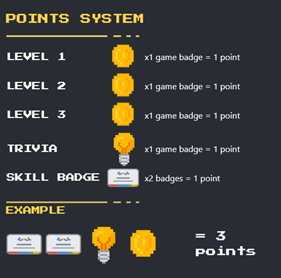 POINTS SYSTEM
LEVEL 1 x1 game badge = 1 point
LEVEL 2 x1 game badge = 1 point
LEVEL 3 x1 game badge = 1 point
TRIVIA x1 game badge = 1 point
SKILL BADGE x2 badges = 1 point
EXAMPLE
= 3
points